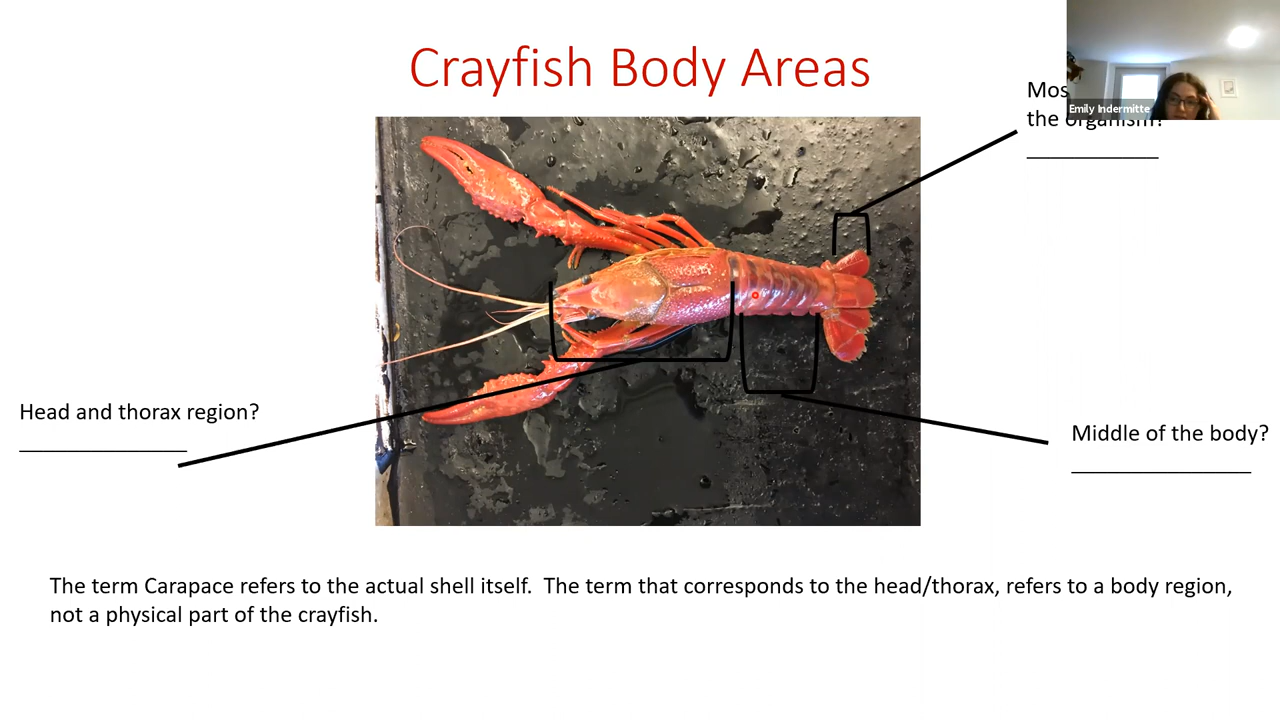 Crayfish Body Areas
Mos
Emily Indermitte
the organism?
Head and thorax region?
Middle of the body?
The term Carapace refers to the actual shell itself. The term that corresponds to the head/thorax, refers to a body region,
not a physical part of the crayfish.